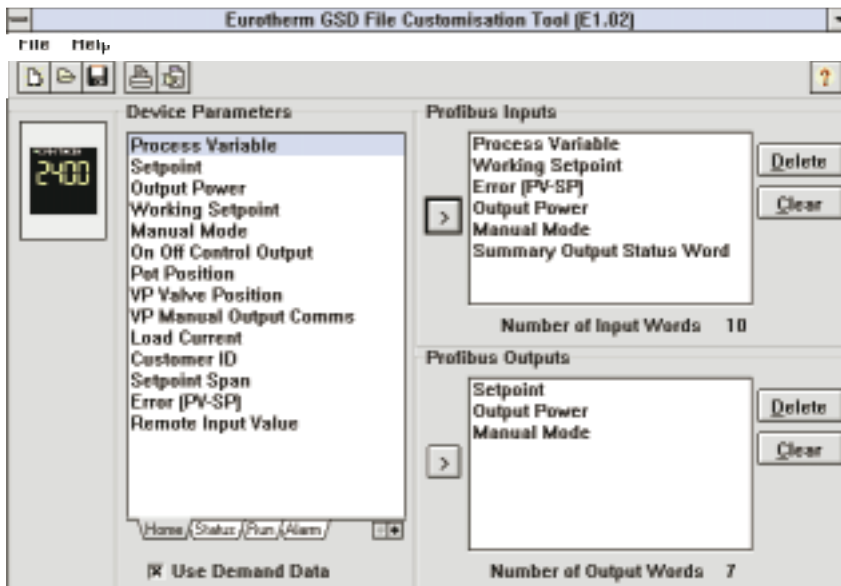 Eurotherm GSD File Customisation Tool (E1.02)
File Help
?
Device Parameters
2400
Process Variable
Setpoint
Output Power
Working Setpoint
Manual Mode
On Off Control Output
Pot Position
VP Valve Position
VP Manual Output Comms
Load Current
Customer ID
Setpoint Span
Error (PV-SP)
Remote Input Value
Home Status Run Alarm
Use Demand Data
Profibus Inputs
>
Process Variable
Working Setpoint
Error (PV-SP)
Output Power
Manual Mode
Summary Output Status Word
Delete
Clear
Number of Input Words 10
Profibus Outputs
>
Setpoint
Output Power
Manual Mode
Delete
Clear
Number of Output Words 7